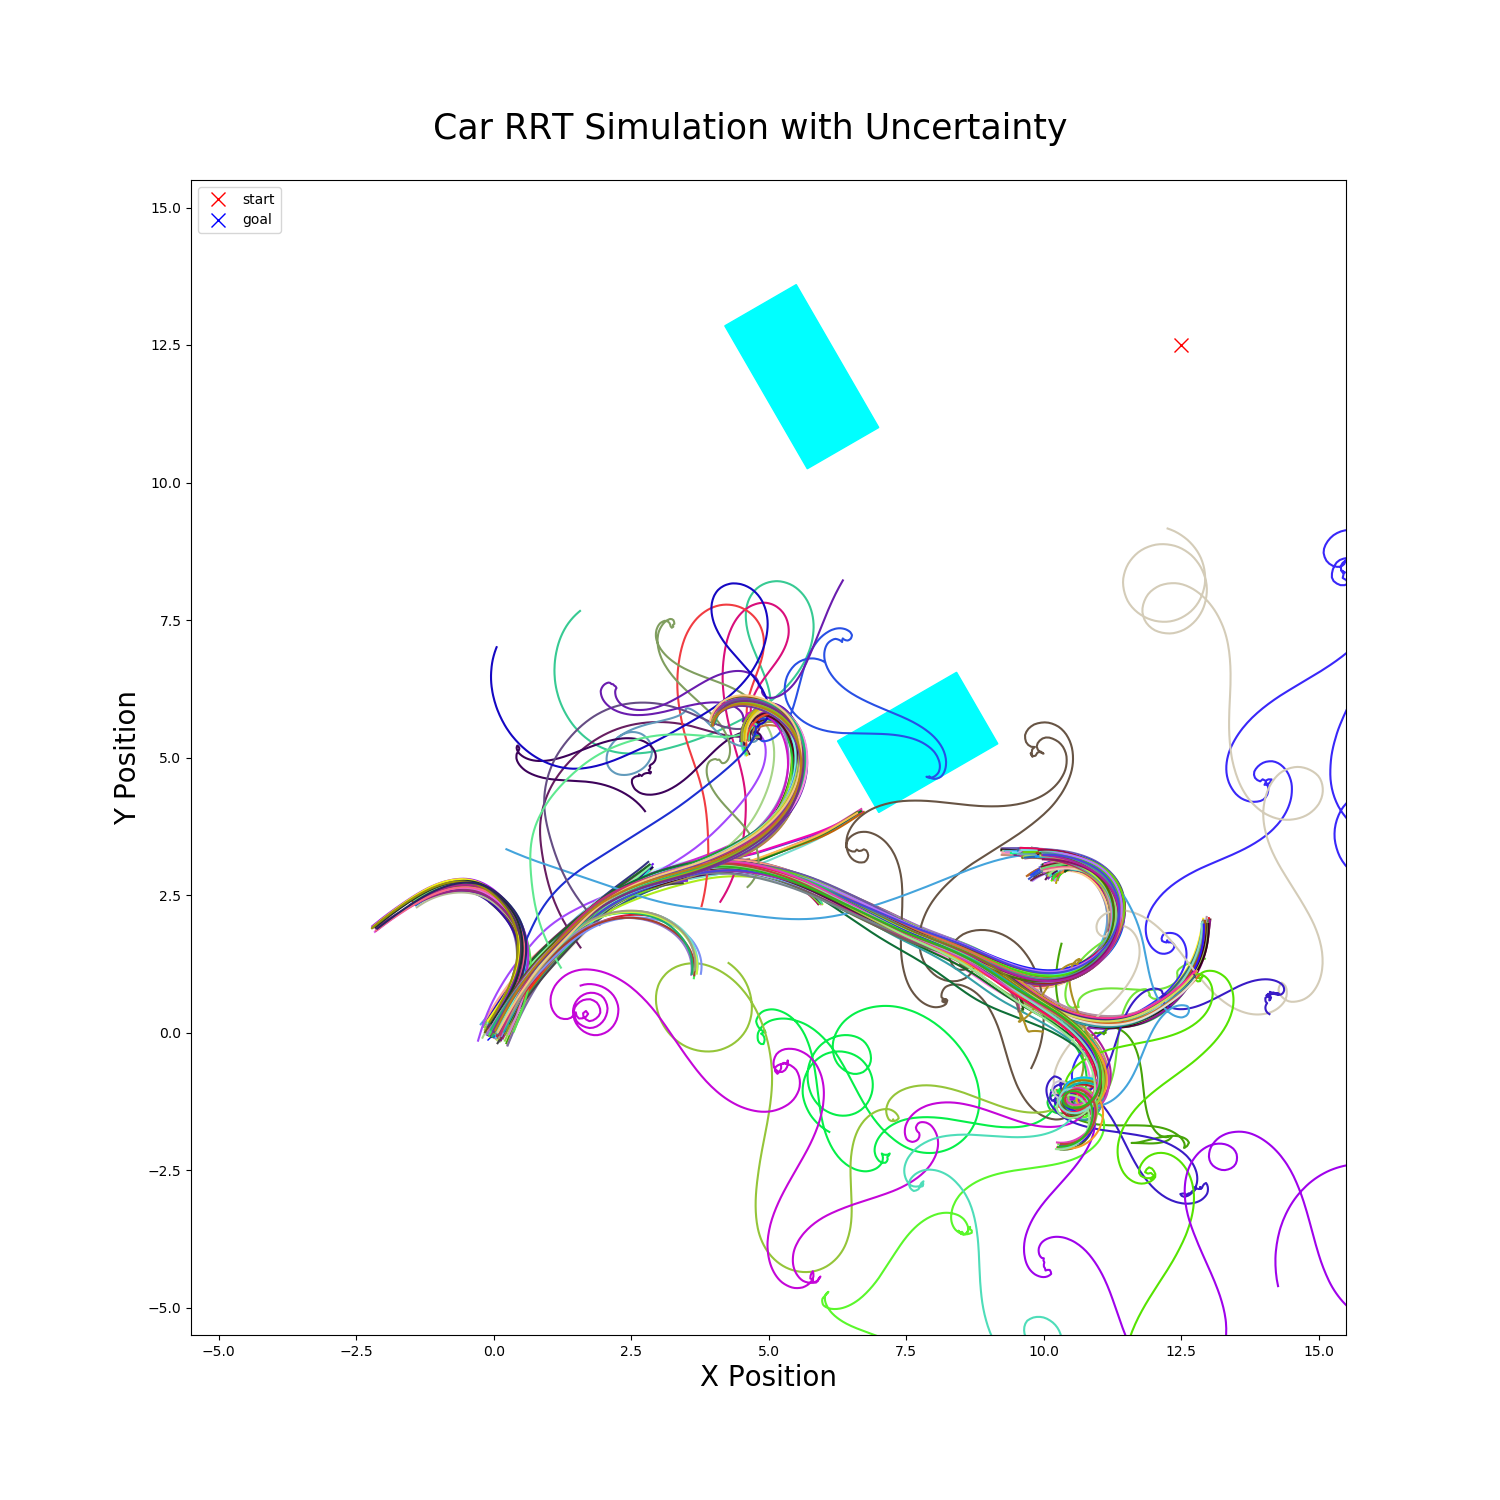 Car RRT Simulation with Uncertainty
start
goal
15.0
12.5
10.0
7.5
5.0
2.5
0.0
−2.5
−5.0
Y Position
−5.0 −2.5 0.0 2.5 5.0 7.5 10.0 12.5 15.0
X Position